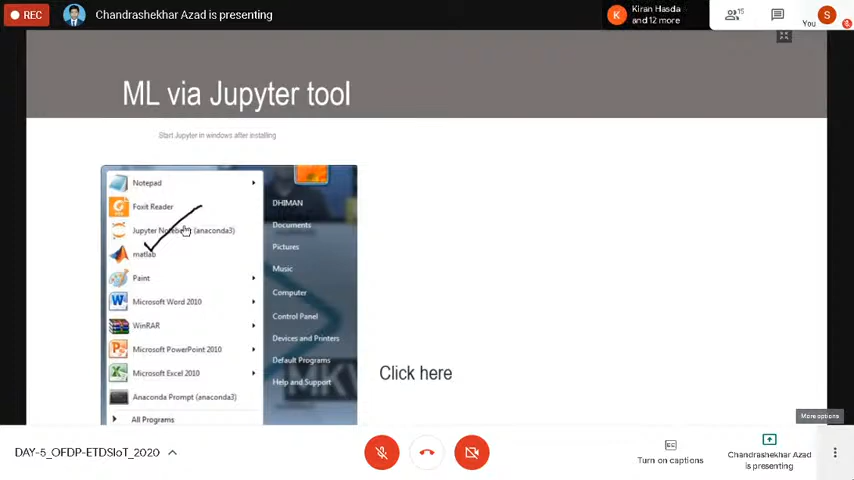 REC
Chandrashekhar Azad is presenting
K
Kiran Hasda
and 12 more
15
You
S
ML via Jupyter tool
Start Jupyter in windows after installing
Notepad
Foxit Reader
Jupyter Notebook (anaconda3)
matlab
Paint
Microsoft Word 2010
WinRAR
Microsoft PowerPoint 2010
Microsoft Excel 2010
Anaconda Prompt (anaconda3)
All Programs
DHIMAN
Documents
Pictures
Music
Computer
Control Panel
Devices and Printers
Default Programs
Help and Support
MKV
Click here
More options
DAY-5_OFDP-ETDSIoT_2020
Turn on captions
Chandrashekhar Azad
is presenting